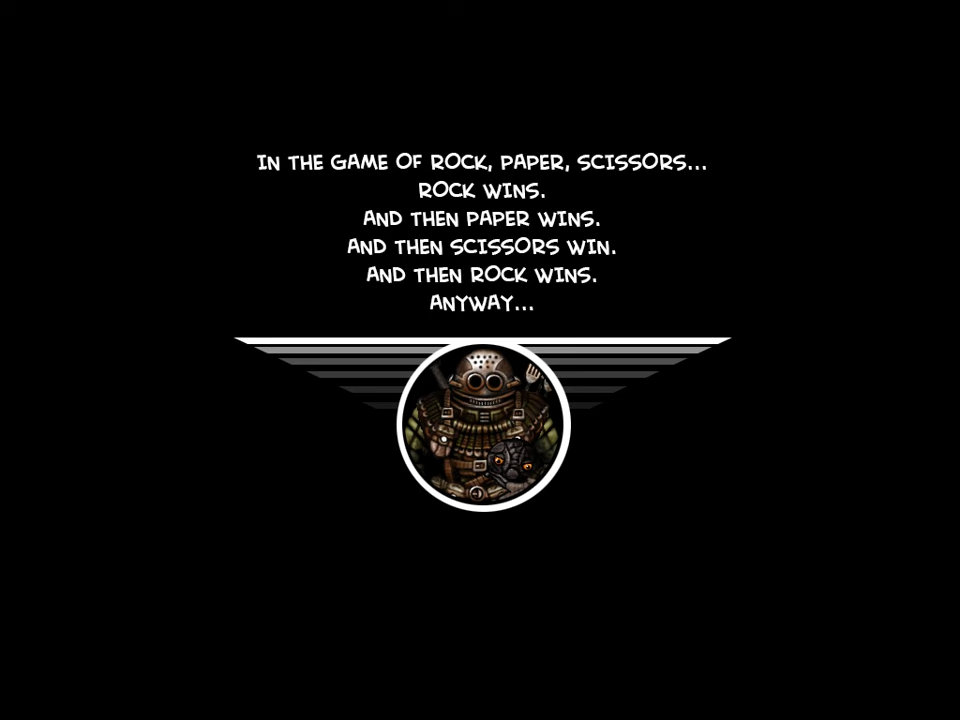 IN THE GAME OF ROCK, PAPER, SCISSORS...
ROCK WINS.
AND THEN PAPER WINS.
AND THEN SCISSORS WIN.
AND THEN ROCK WINS.
ANYWAY...